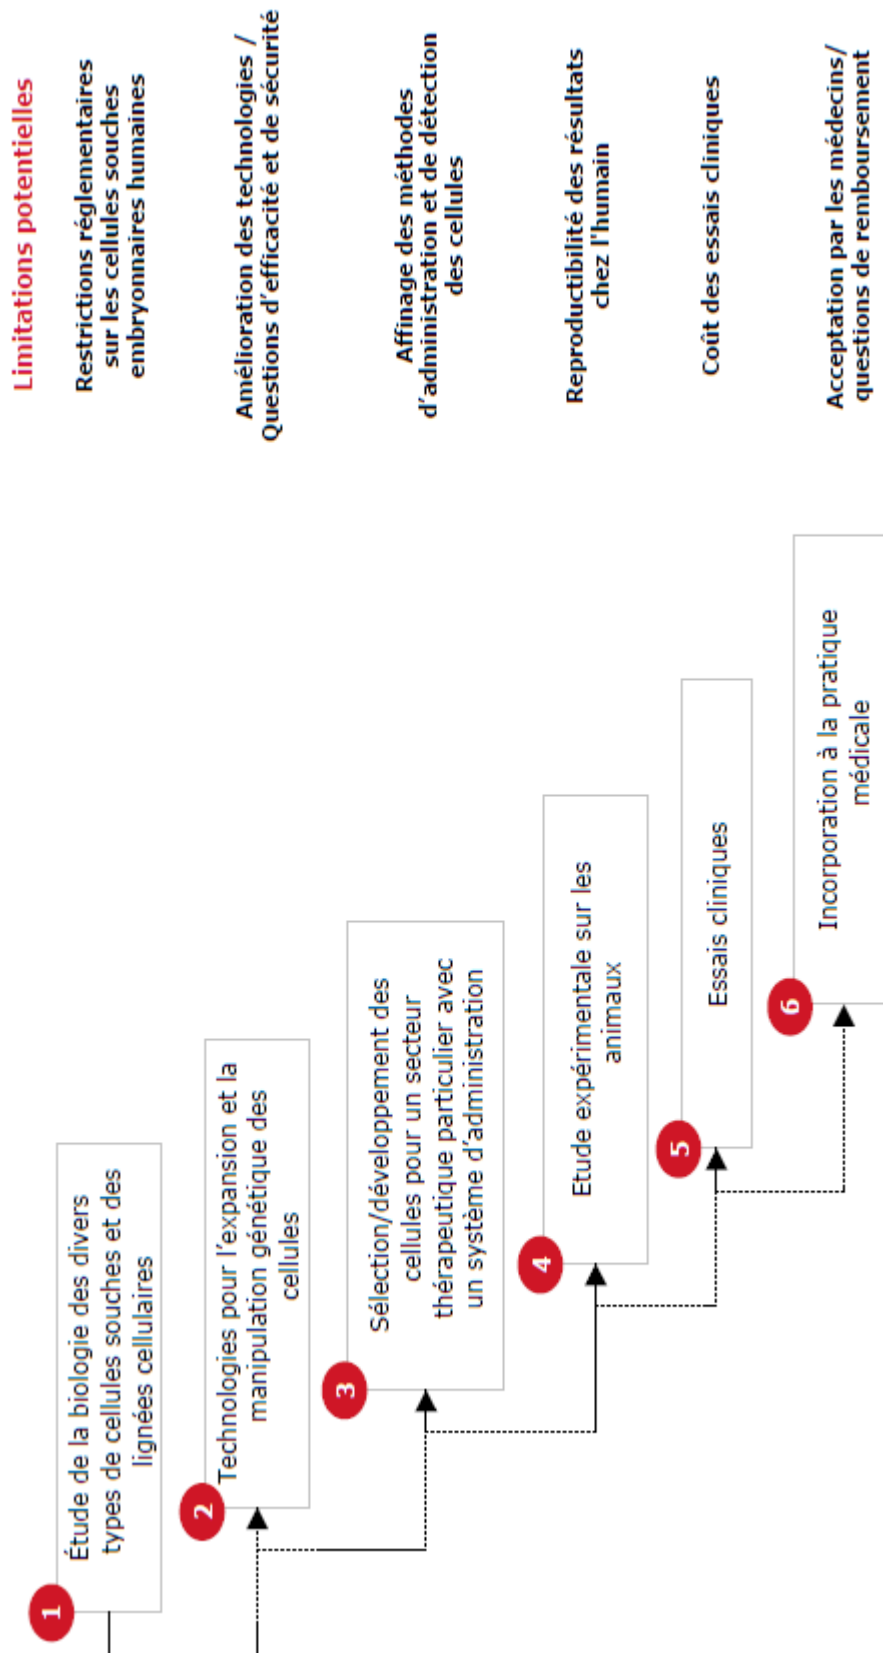 Limitations potentielles
1
Étude de la biologie des divers
types de cellules souches et des
lignées cellulaires
Restrictions réglementaires
sur les cellules souches
embryonnaires humaines
2
Technologies pour l'expansion et la
manipulation génétique des
cellules
Amélioration des technologies /
Questions d'efficacité et de sécurité
3
Sélection/développement des
cellules pour un secteur
thérapeutique particulier avec
un système d'administration
Affinage des méthodes
d'administration et de détection
des cellules
4
Etude expérimentale sur les
animaux
Reproductibilité des résultats
chez l'humain
5
Essais cliniques
Coût des essais cliniques
6
Incorporation à la pratique
médicale
Acceptation par les médecins/
questions de remboursement